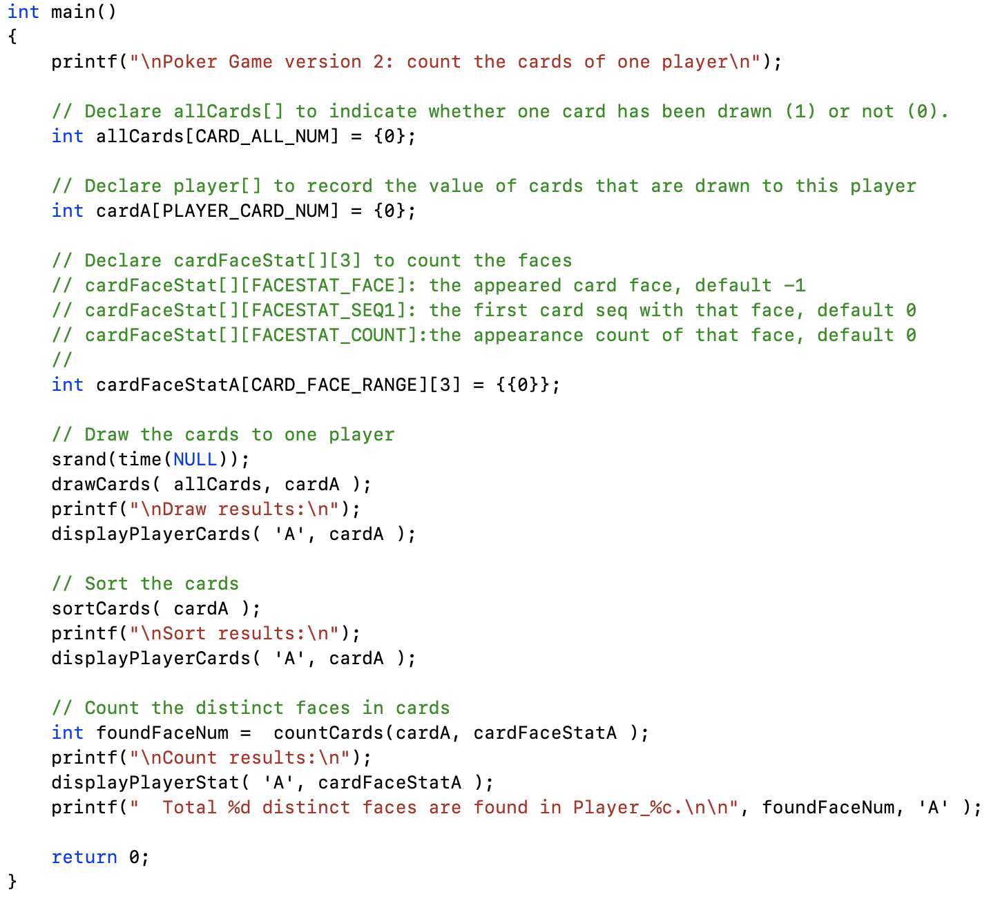 int main()
{
    printf("\nPoker Game version 2: count the cards of one player\n");

    // Declare allCards[] to indicate whether one card has been drawn (1) or not (0).
    int allCards[CARD_ALL_NUM] = {0};

    // Declare player[] to record the value of cards that are drawn to this player
    int cardA[PLAYER_CARD_NUM] = {0};

    // Declare cardFaceStat[][3] to count the faces
    // cardFaceStat[][FACESTAT_FACE]: the appeared card face, default −1
    // cardFaceStat[][FACESTAT_SEQ1]: the first card seq with that face, default 0
    // cardFaceStat[][FACESTAT_COUNT]:the appearance count of that face, default 0
    //
    int cardFaceStatA[CARD_FACE_RANGE][3] = {{0}};

    // Draw the cards to one player
    srand(time(NULL));
    drawCards( allCards, cardA );
    printf("\nDraw results:\n");
    displayPlayerCards( 'A', cardA );

    // Sort the cards
    sortCards( cardA );
    printf("\nSort results:\n");
    displayPlayerCards( 'A', cardA );

    // Count the distinct faces in cards
    int foundFaceNum =  countCards(cardA, cardFaceStatA );
    printf("\nCount results:\n");
    displayPlayerStat( 'A', cardFaceStatA );
    printf("  Total %d distinct faces are found in Player_%c.\n\n", foundFaceNum, 'A' );

    return 0;
}